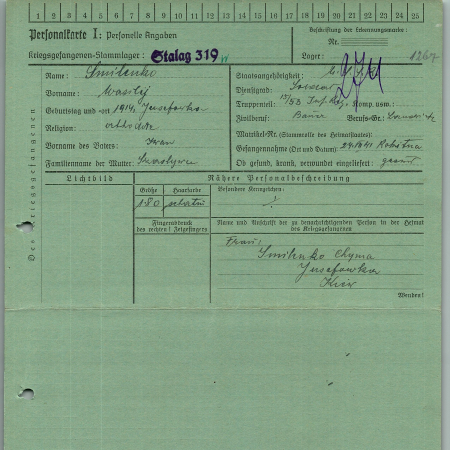 1 2 3 4 5 6 7 8 9 10 11 12 13 14 15 16 17 18 19 20 21 22 23 24 25
Personalkarte I: Personelle Angaben
Beschriftung der Erkennungsmarke:
Nr.
Kriegsgefangenen-Stammlager: Stalag 319
Lager:
Des Kriegsgefangenen
Name: Smilenko
Staatsangehörigkeit:
Vorname: Wassilij
Dienstgrad:
Geburtstag und -ort 1914 Jusefowka
Truppenteil: Komp. usw.:
Religion: orthodox
Zivilberuf: Bauer Berufs-Gr.:
Vorname des Vaters: Iwan
Matrikel-Nr. (Stammrolle des Heimatstaates):
Gefangennahme (Ort und Datum):
Familienname der Mutter:
Ob gesund, krank, verwundet eingeliefert: gesund
Lichtbild
Nähere Personalbeschreibung
Größe Haarfarbe Besondere Kennzeichen:
180
Fingerabdruck
des rechten! Zeigefingers
Name und Anschrift der zu benachrichtigenden Person in der Heimat
des Kriegsgefangenen
Frau:
Smilenko
Jusefowka
Kiew
Wenden!